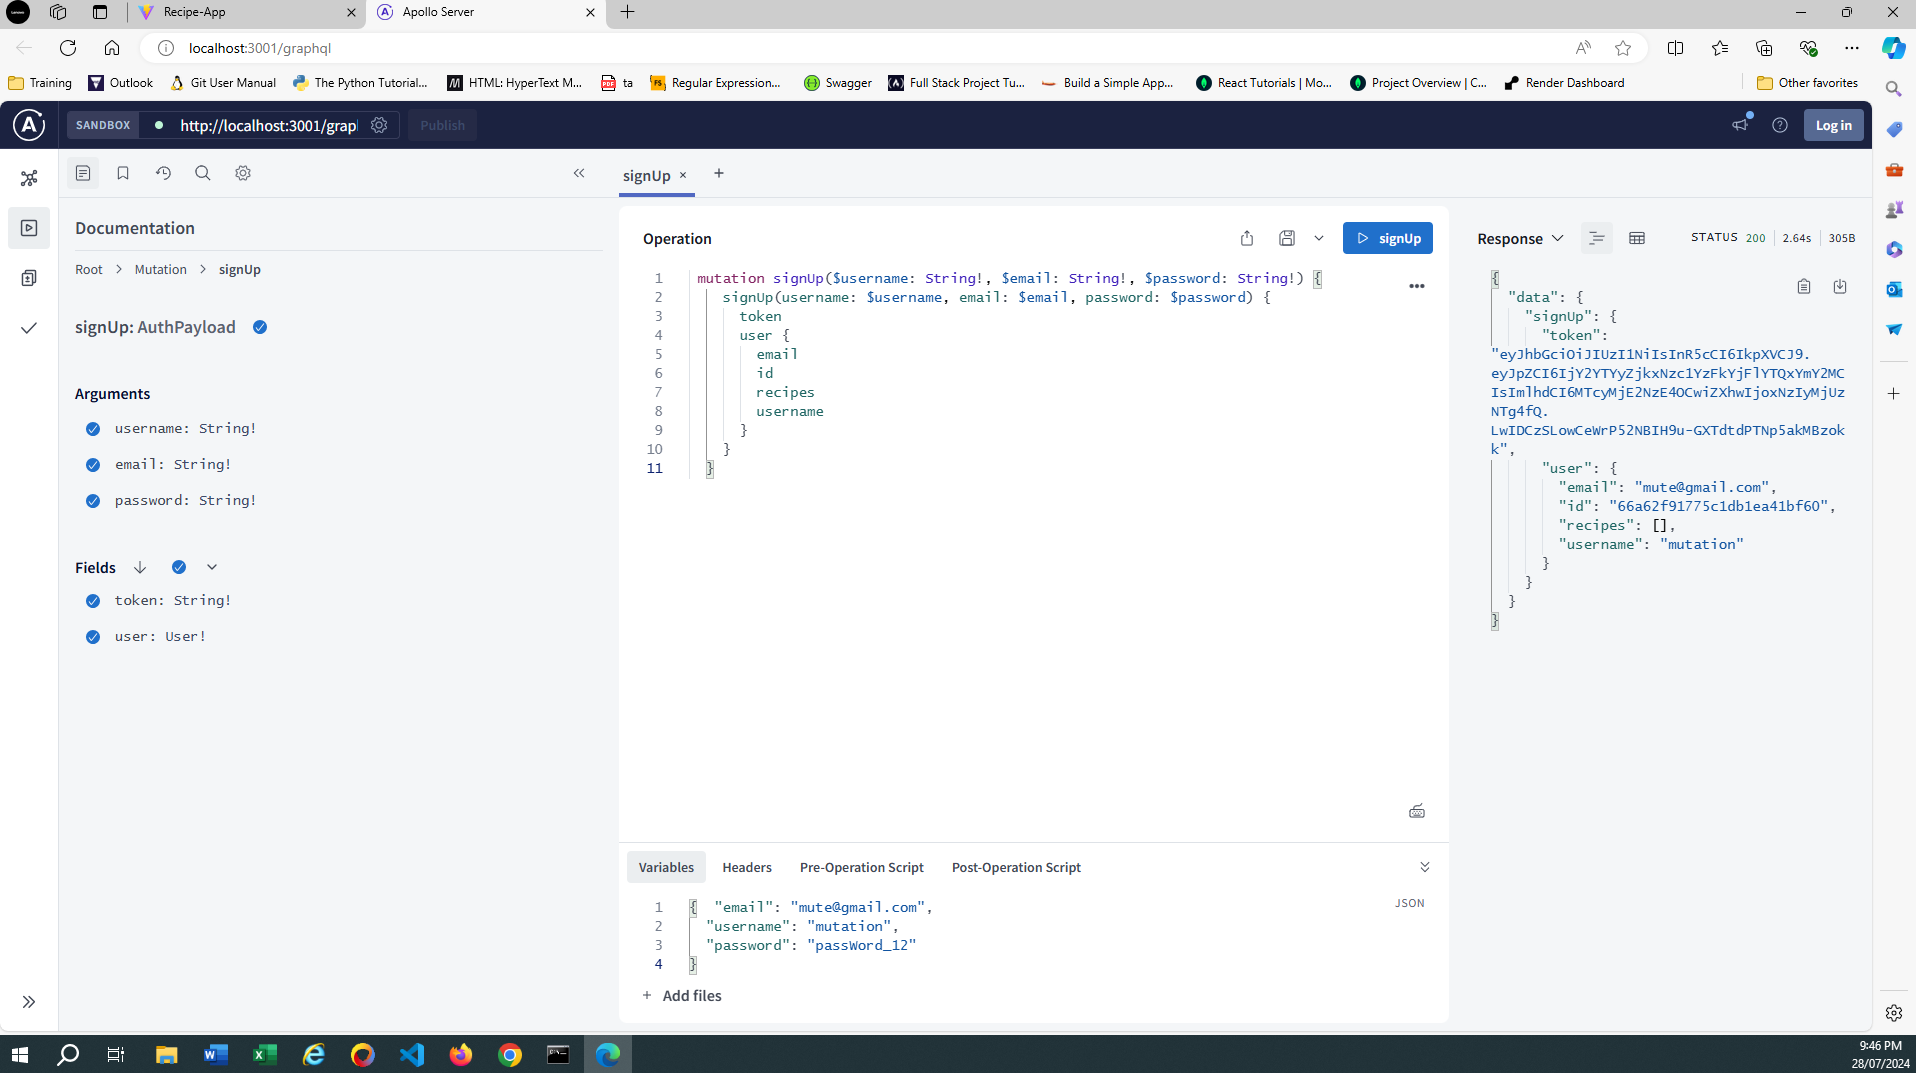 Recipe-App
Apollo Server
localhost:3001/graphql
Training
Outlook
Git User Manual
The Python Tutorial...
HTML: HyperText M...
ta
Regular Expression...
Swagger
Full Stack Project Tu...
Build a Simple App...
React Tutorials | Mo...
Project Overview | C...
Render Dashboard
Other favorites
SANDBOX
http://localhost:3001/grap
Publish
Log in
signUp
Documentation
Root > Mutation > signUp
signUp: AuthPayload
Arguments
username: String!
email: String!
password: String!
Fields
token: String!
user: User!
Operation
signUp
1 mutation signUp($username: String!, $email: String!, $password: String!) {
2 signUp(username: $username, email: $email, password: $password) {
3 token
4 user {
5 email
6 id
7 recipes
8 username
9 }
10 }
11 }
Variables
Headers
Pre-Operation Script
Post-Operation Script
JSON
1 { "email": "mute@gmail.com",
2 "username": "mutation",
3 "password": "passWord_12"
4 }
+ Add files
Response
STATUS 200
2.64s
305B
{
"data": {
"signUp": {
"token":
"eyJhbGciOiJIUzI1NiIsInR5cCI6IkpXVCJ9.
eyJpZCI6IjY2YTYyZjkxNzc1YzFkYjFlYTQxYmY2MC
IsImlhdCI6MTcyMjE2NzE4OCwiZXhwIjoxNzIyMjUz
NTg4fQ.
LwIDCzSLowCeWrP52NBIH9u-GXTdtdPTNp5akMBzok
k",
"user": {
"email": "mute@gmail.com",
"id": "66a62f91775c1db1ea41bf60",
"recipes": [],
"username": "mutation"
}
}
}
}
9:46 PM
28/07/2024